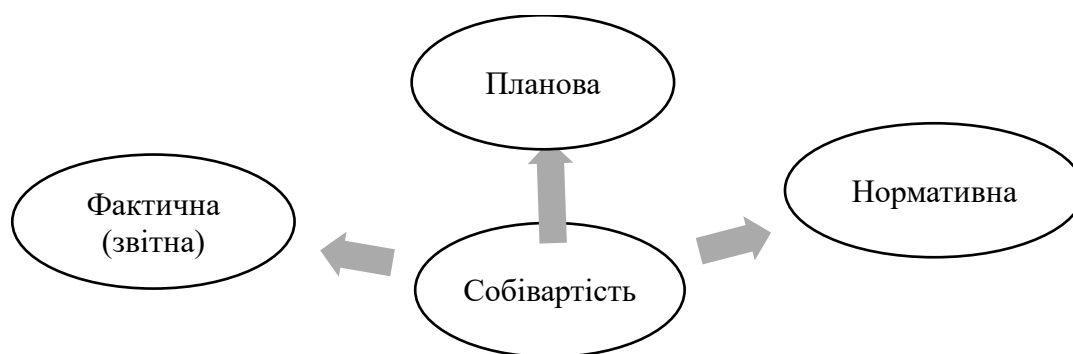 Планова
Нормативна
Фактична
(звітна)
Собівартість